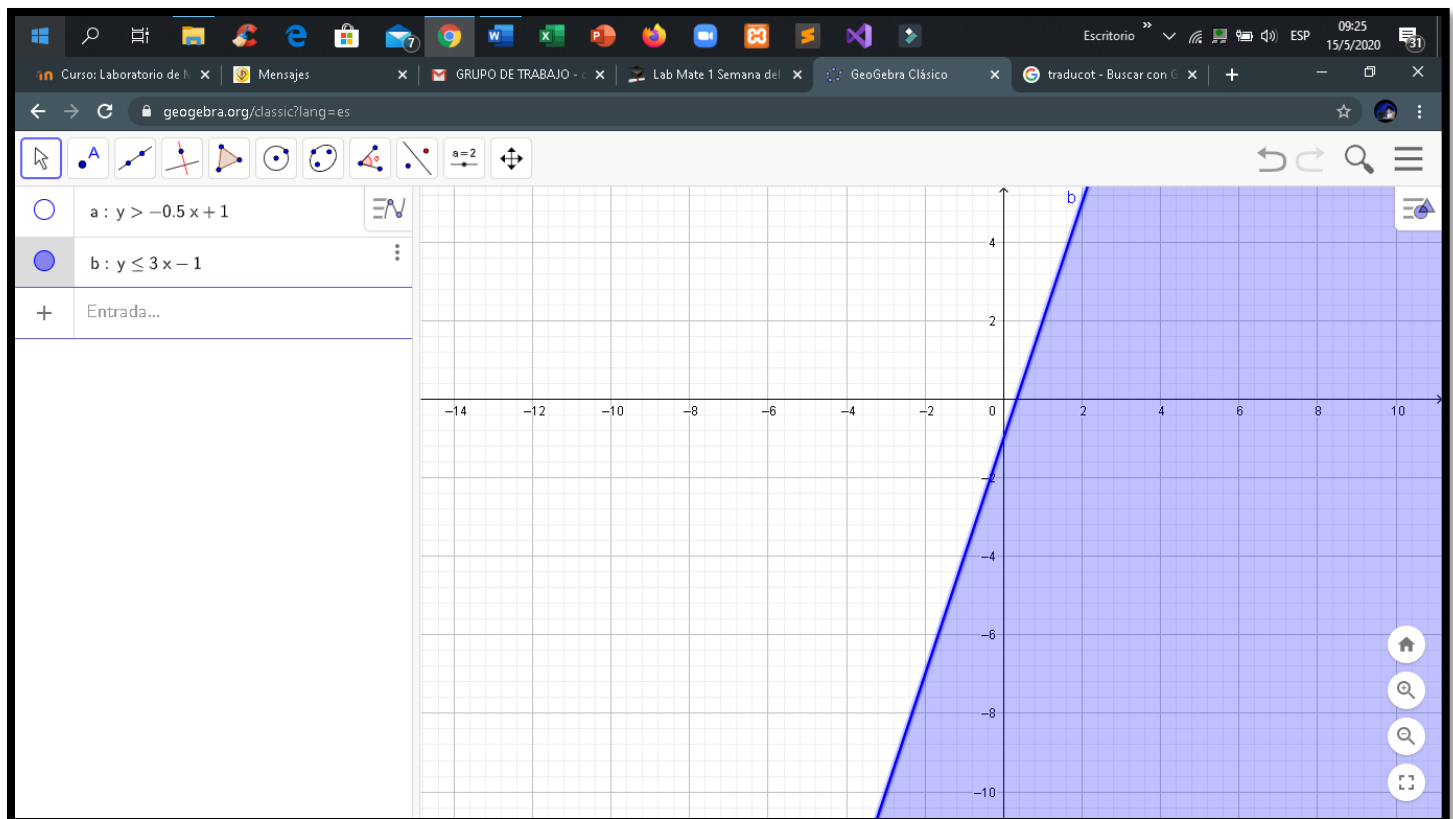 Escritorio » ESP 09:25
15/5/2020 31
7
Curso: Laboratorio de Mensajes GRUPO DE TRABAJO - Lab Mate 1 Semana del GeoGebra Clásico traducot - Buscar con G
geogebra.org/classic?lang=es
A a=2
a : y > −0.5 x + 1
b : y ≤ 3 x − 1
+ Entrada...
b
4
2
−14 −12 −10 −8 −6 −4 −2 0 2 4 6 8 10
−2
−4
−6
−8
−10